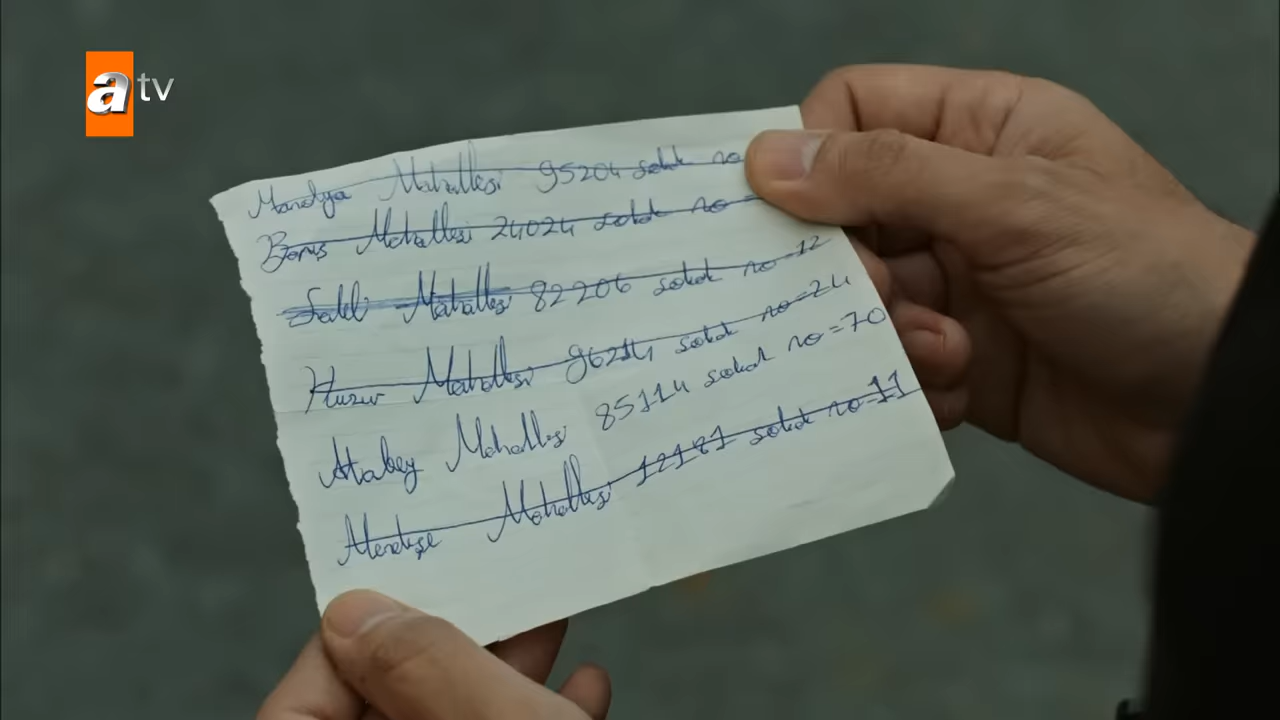 atv
Manolya Mahallesi 95204 sokak no
Barış Mahallesi 24024 sokak no =
Sahil Mahallesi 82206 sokak no = 12
Huzur Mahallesi 96214 sokak no=24
Atabey Mahallesi 85114 sokak no =70
Menekşe Mahallesi 12181 sokak no=11